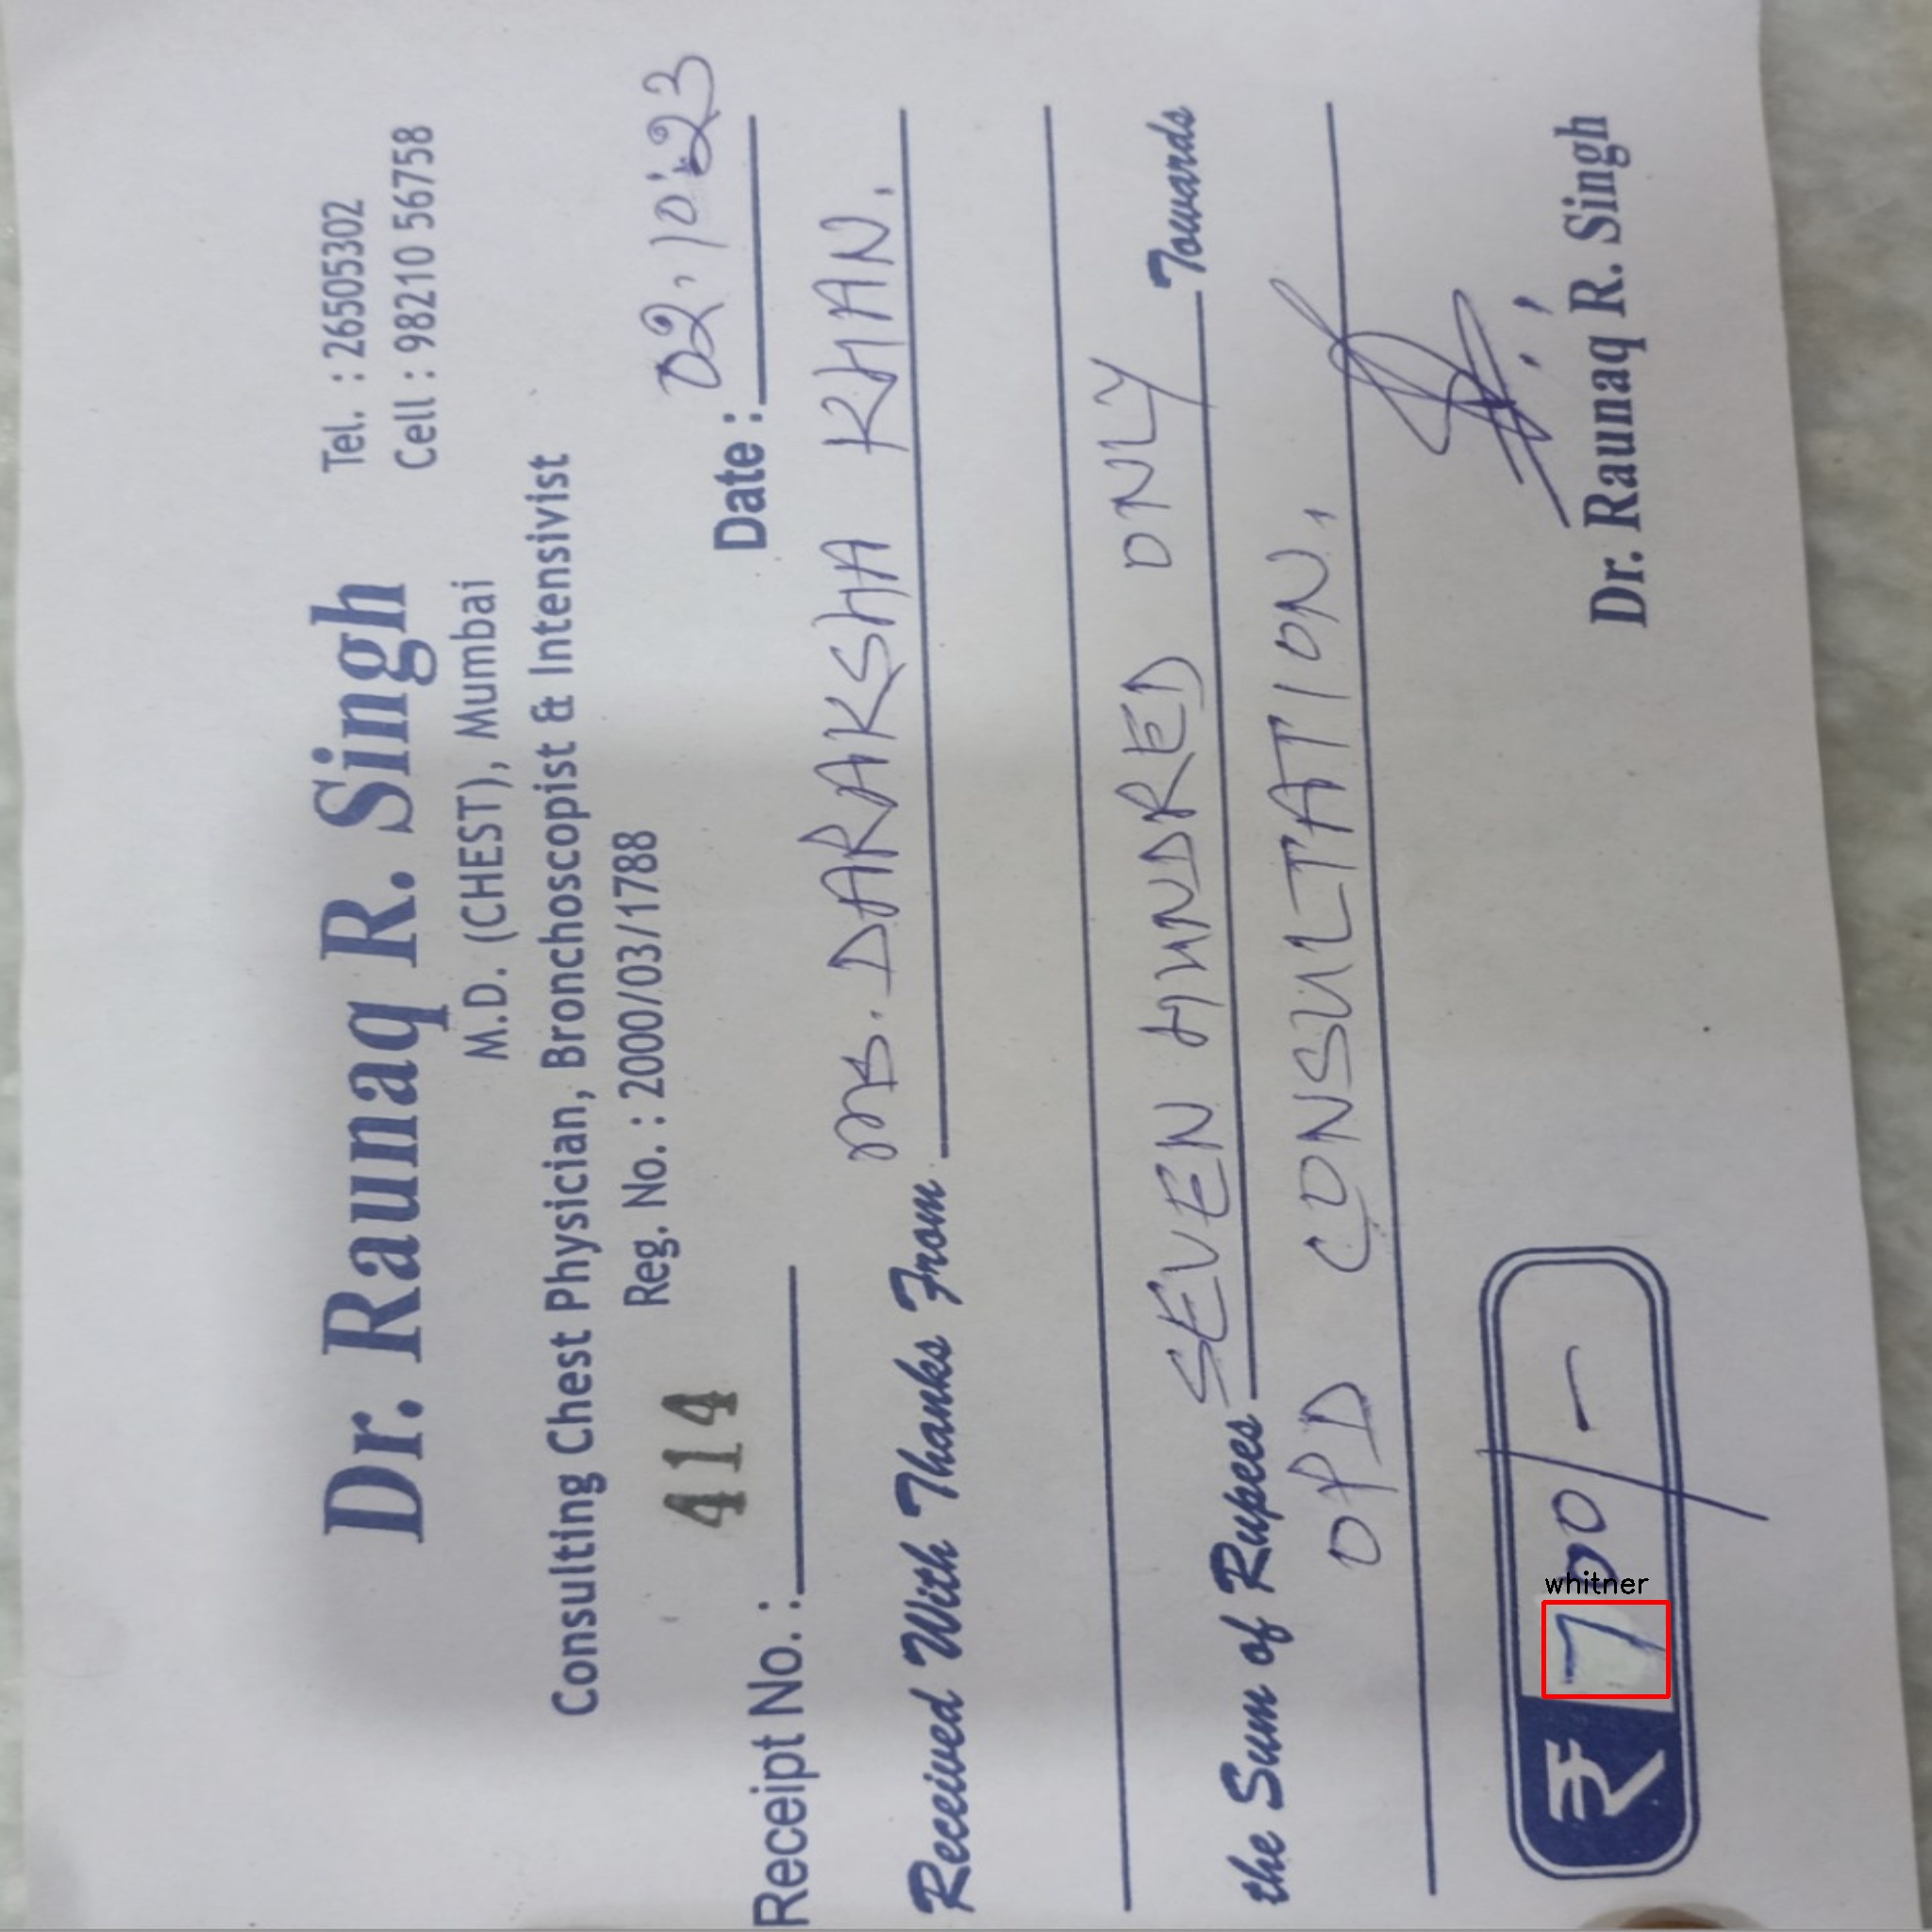 Dr. Raunaq R. Singh
M.D. (CHEST), Mumbai
Tel. : 26505302
Cell : 98210 56758
Consulting Chest Physician, Bronchoscopist & Intensivist
Reg. No. : 2000/03/1788
Receipt No. : 414 Date : 02.10.23
Received With Thanks From Ms. DARAKSHA KHAN.
the Sum of Rupees SEVEN HUNDRED ONLY Towards
OPD CONSULTATION.
whitner
₹ 700/-
Dr. Raunaq R. Singh